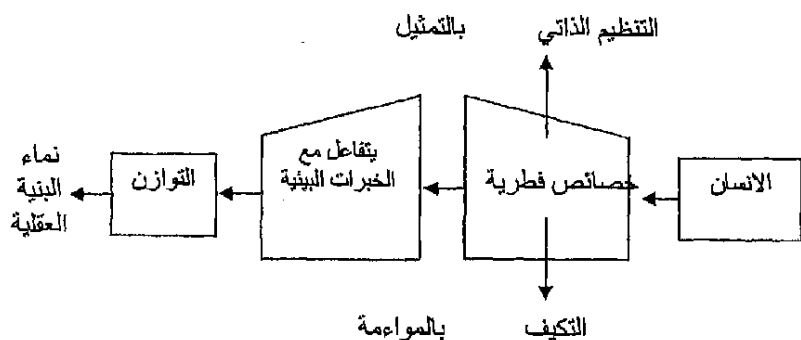 التنظيم الذاتي
بالتمثيل
الانسان
خصائص فطرية
يتفاعل مع
الخبرات البيئية
التوازن
نماء
البنية
العقلية
التكيف
بالمواءمة